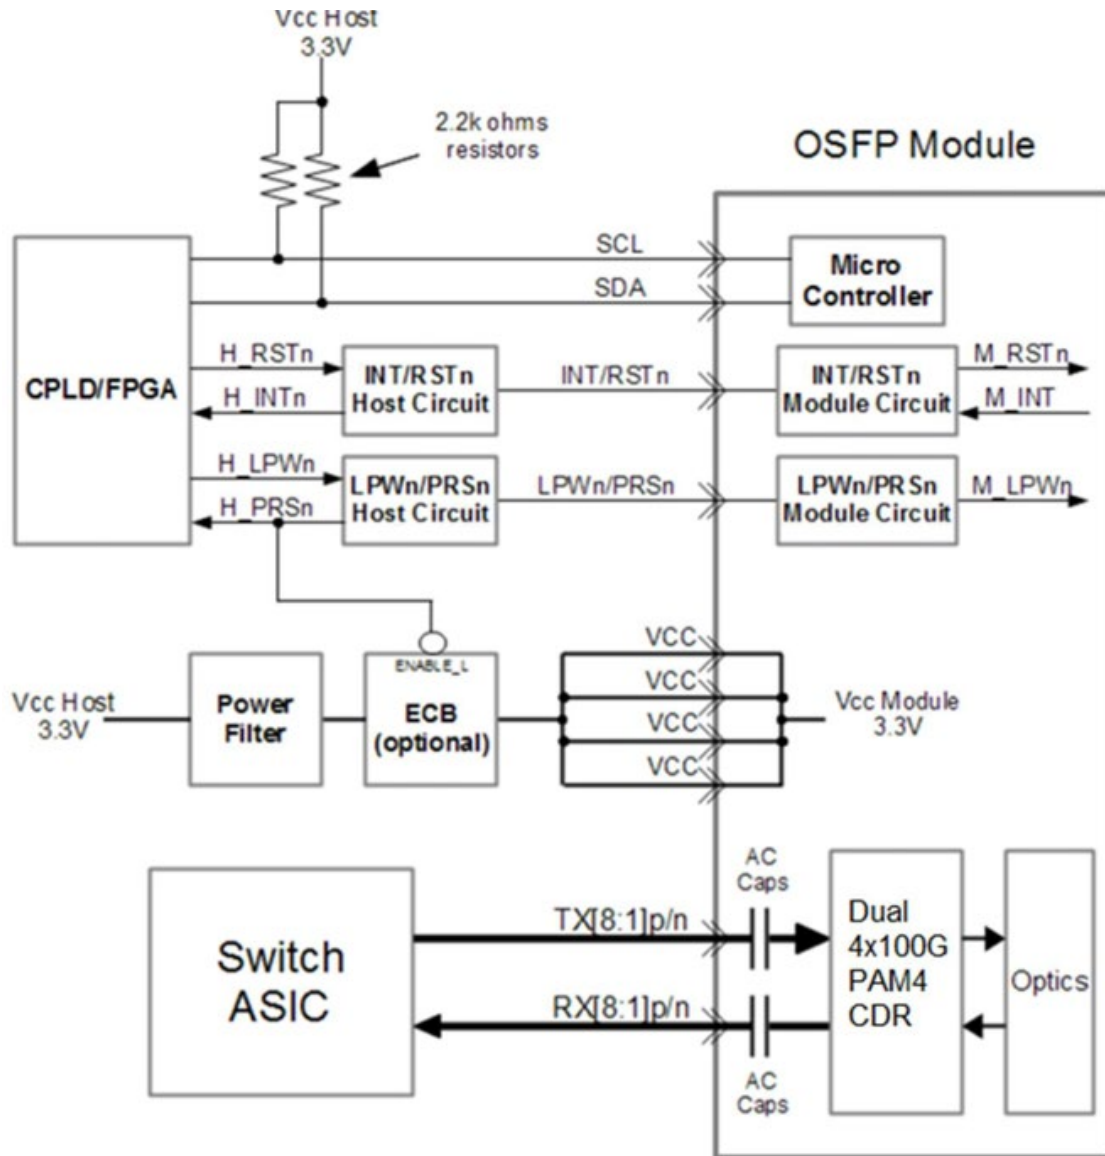 Vcc Host
3.3V
2.2k ohms
resistors
OSFP Module
CPLD/FPGA
SCL
SDA
Micro
Controller
H_RSTn
H_INTn
INT/RSTn
Host Circuit
INT/RSTn
INT/RSTn
Module Circuit
M_RSTn
M_INT
H_LPWn
H_PRSn
LPWn/PRSn
Host Circuit
LPWn/PRSn
LPWn/PRSn
Module Circuit
M_LPWn
Vcc Host
3.3V
Power
Filter
ENABLE_L
ECB
(optional)
VCC
VCC
VCC
VCC
Vcc Module
3.3V
Switch
ASIC
TX[8:1]p/n
RX[8:1]p/n
AC
Caps
AC
Caps
Dual
4x100G
PAM4
CDR
Optics